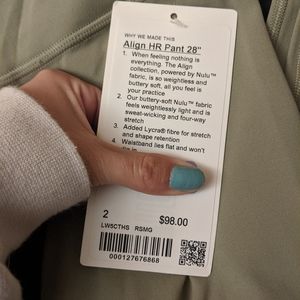 WHY WE MADE THIS
Align HR Pant 28"
1. When feeling nothing is
everything. The Align
collection, powered by Nulu™
fabric, is so weightless and
buttery soft, all you feel is
your practice
2. Our buttery-soft Nulu™ fabric
feels weightlessly light and is
sweat-wicking and four-way
stretch
3. Added Lycra® fibre for stretch
and shape retention
4. Waistband lies flat and won't
2
$98.00
LW5CTHS RSMG
000127676868